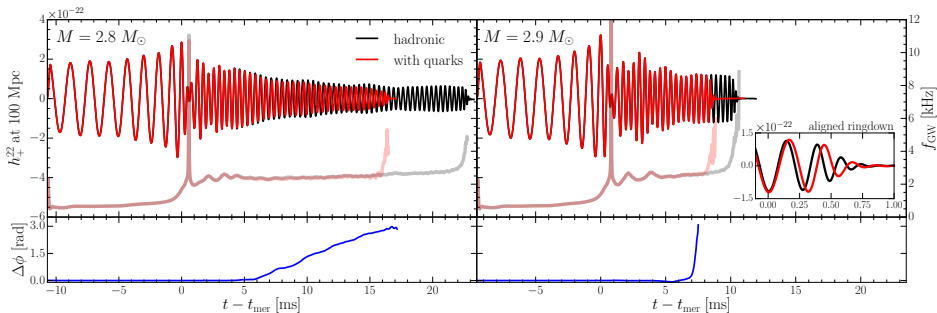 ×10⁻²²
M = 2.8 M⊙
hadronic
with quarks
h₊²² at 100 Mpc
4
2
0
−2
−4
−6
M = 2.9 M⊙
12
10
8
6
4
2
0
f_GW [kHz]
×10⁻²² aligned ringdown
1.5
0.0
−1.5
0.00 0.25 0.50 0.75 1.00
Δϕ [rad]
3.0
1.5
0.0
−10 −5 0 5 10 15 20
t − t_mer [ms]
−5 0 5 10 15 20
t − t_mer [ms]